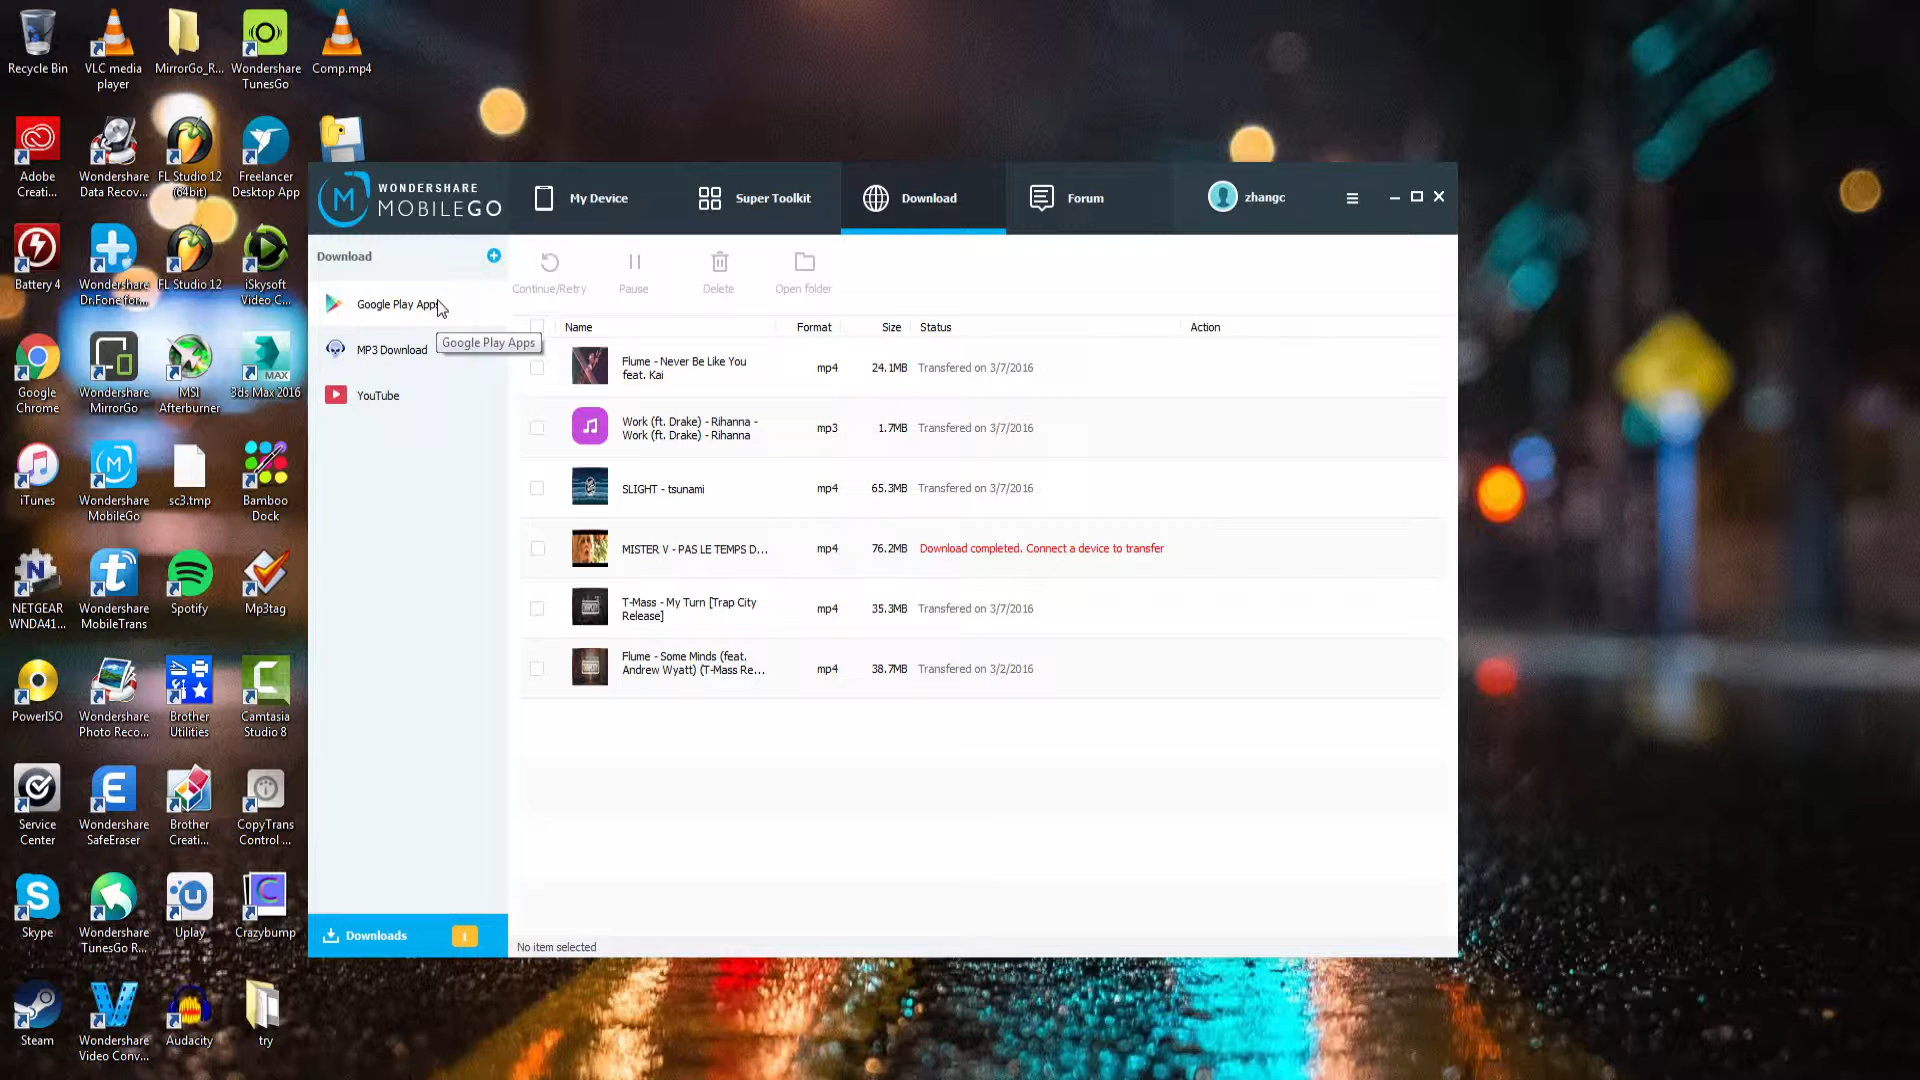 Recycle Bin
VLC media
player
MirrorGo_R...
Wondershare
TunesGo
Comp.mp4
Adobe
Creati...
Wondershare
Data Recov...
FL Studio 12
(64bit)
Freelancer
Desktop App
Battery 4
Wondershare
Dr.Fone for...
FL Studio 12
iSkysoft
Video C...
Google
Chrome
Wondershare
MirrorGo
MSI
Afterburner
MAX
3ds Max 2016
iTunes
Wondershare
MobileGo
sc3.tmp
Bamboo
Dock
NETGEAR
WNDA41...
Wondershare
MobileTrans
Spotify
Mp3tag
PowerISO
Wondershare
Photo Reco...
Brother
Utilities
Camtasia
Studio 8
Service
Center
Wondershare
SafeEraser
Brother
Creati...
CopyTrans
Control ...
Skype
Wondershare
TunesGo R...
Uplay
Crazybump
Steam
Wondershare
Video Conv...
Audacity
try
WONDERSHARE
MOBILEGO
My Device
Super Toolkit
Download
Forum
zhangc
Download
Google Play Apps
MP3 Download
Google Play Apps
YouTube
Downloads
1
Continue/Retry
Pause
Delete
Open folder
Name Format Size Status Action
Flume - Never Be Like You
feat. Kai
mp4 24.1MB Transfered on 3/7/2016
Work (ft. Drake) - Rihanna -
Work (ft. Drake) - Rihanna
mp3 1.7MB Transfered on 3/7/2016
SLIGHT - tsunami mp4 65.3MB Transfered on 3/7/2016
MISTER V - PAS LE TEMPS D... mp4 76.2MB Download completed. Connect a device to transfer
T-Mass - My Turn [Trap City
Release]
mp4 35.3MB Transfered on 3/7/2016
Flume - Some Minds (feat.
Andrew Wyatt) (T-Mass Re...
mp4 38.7MB Transfered on 3/2/2016
No item selected